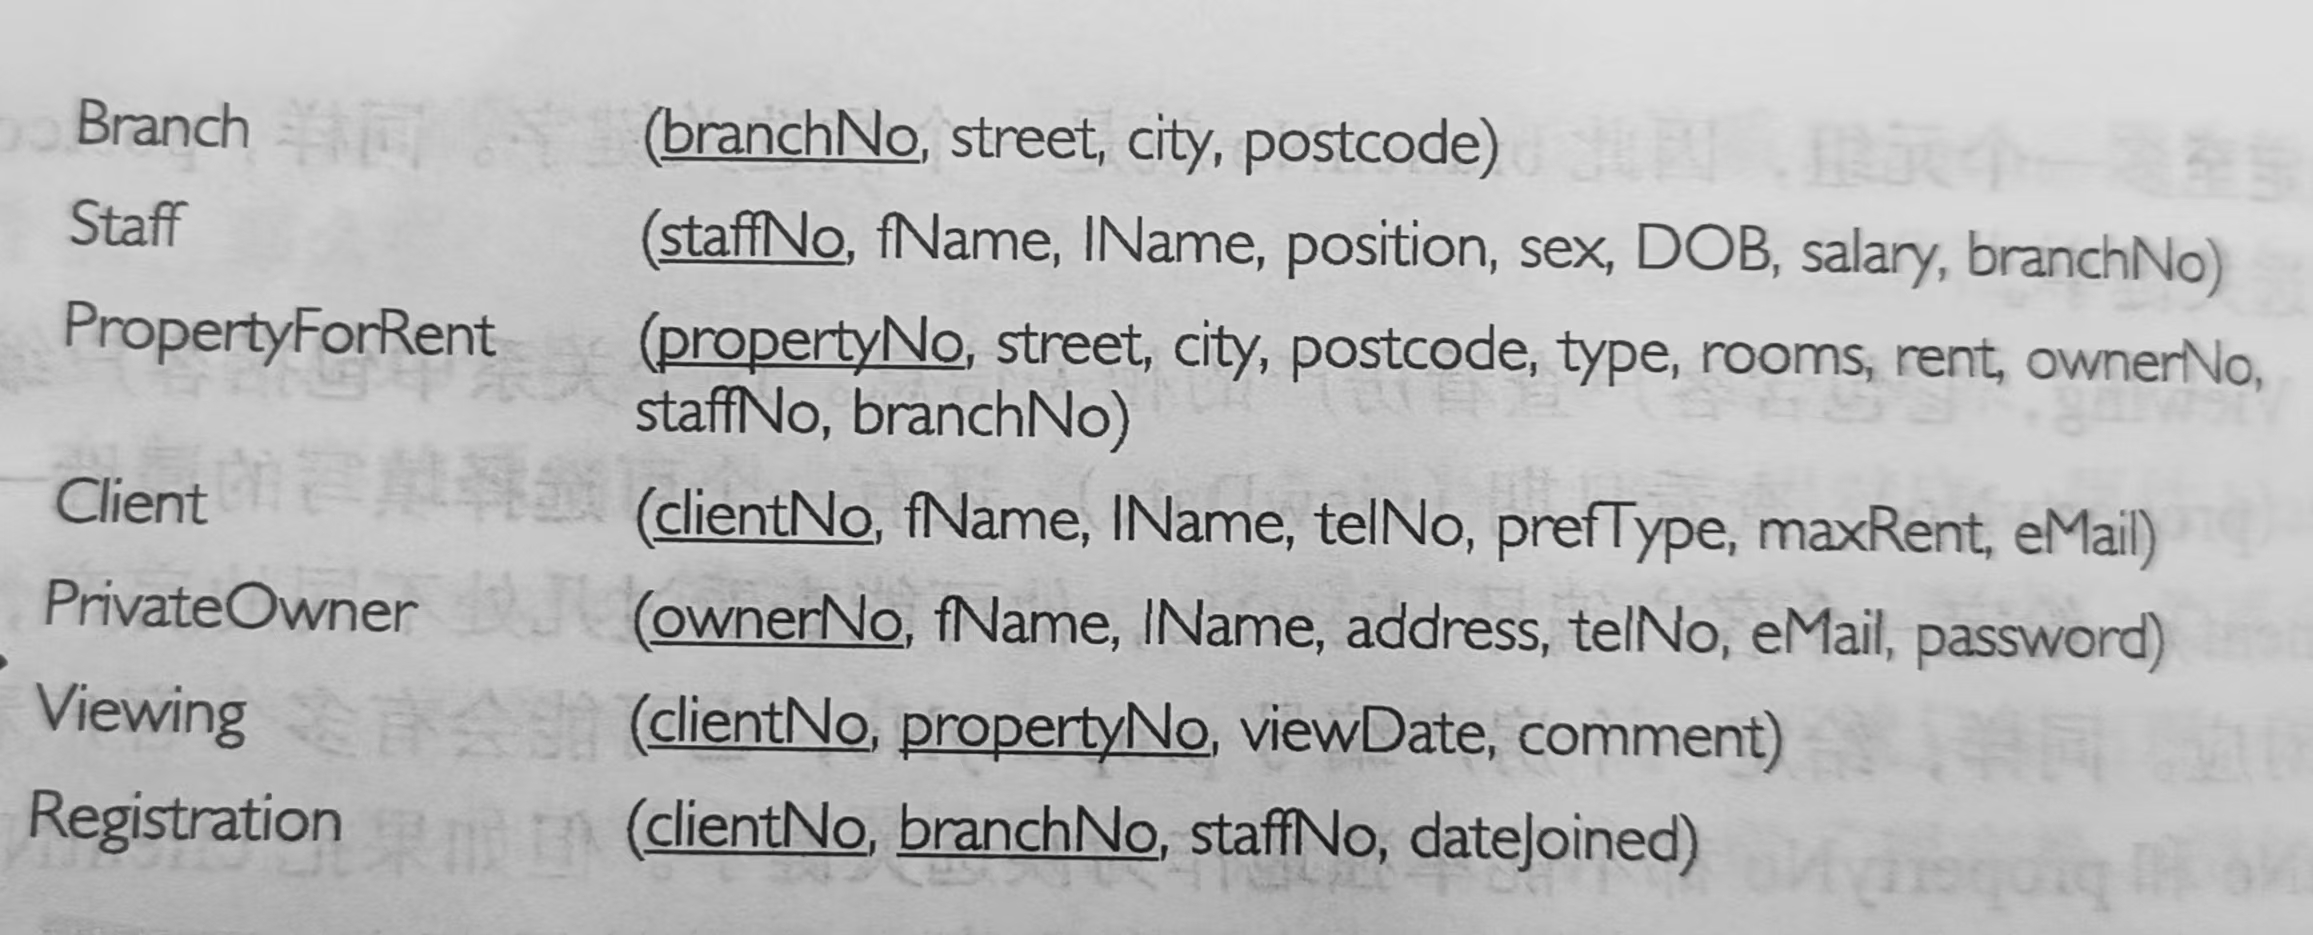 Branch (branchNo, street, city, postcode)
Staff (staffNo, fName, lName, position, sex, DOB, salary, branchNo)
PropertyForRent (propertyNo, street, city, postcode, type, rooms, rent, ownerNo,
staffNo, branchNo)
Client (clientNo, fName, lName, telNo, prefType, maxRent, eMail)
PrivateOwner (ownerNo, fName, lName, address, telNo, eMail, password)
Viewing (clientNo, propertyNo, viewDate, comment)
Registration (clientNo, branchNo, staffNo, dateJoined)